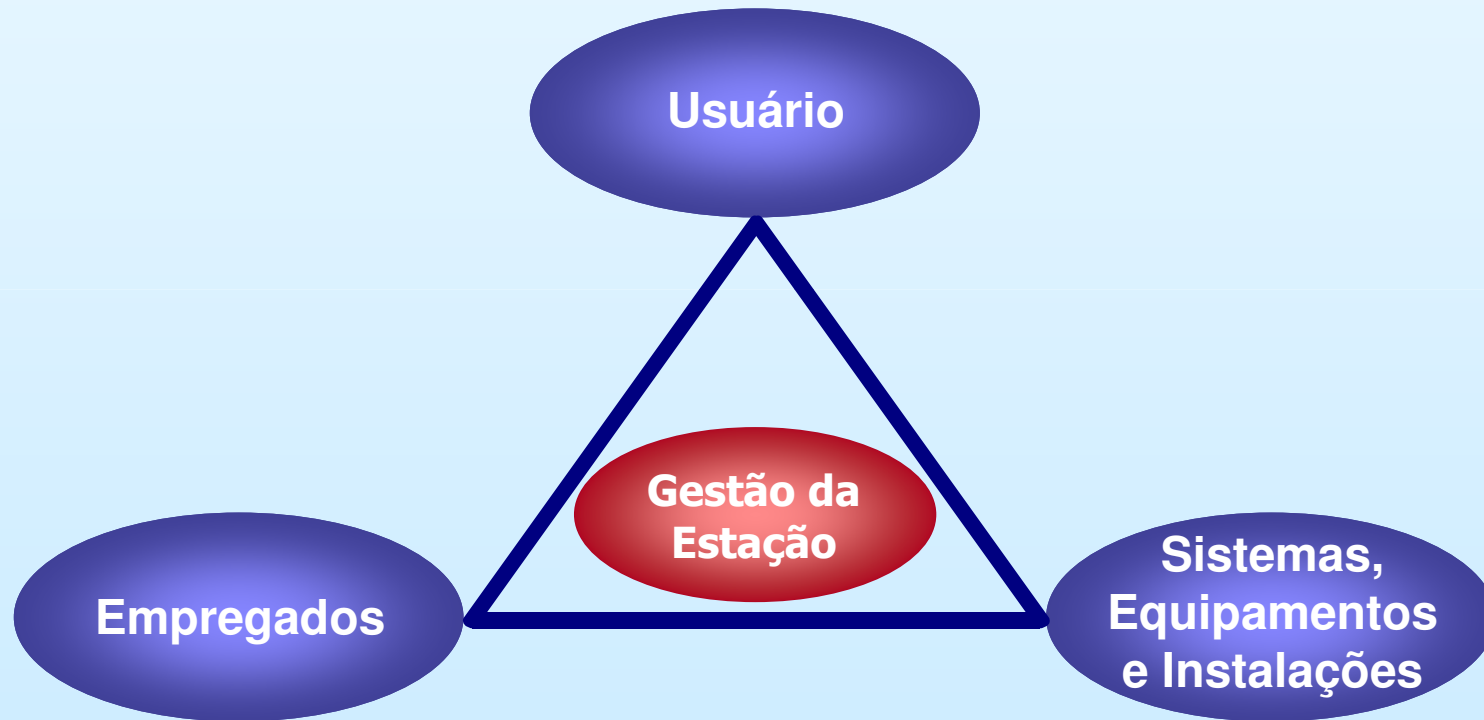 Usuário
Gestão da
Estação
Empregados
Sistemas,
Equipamentos
e Instalações